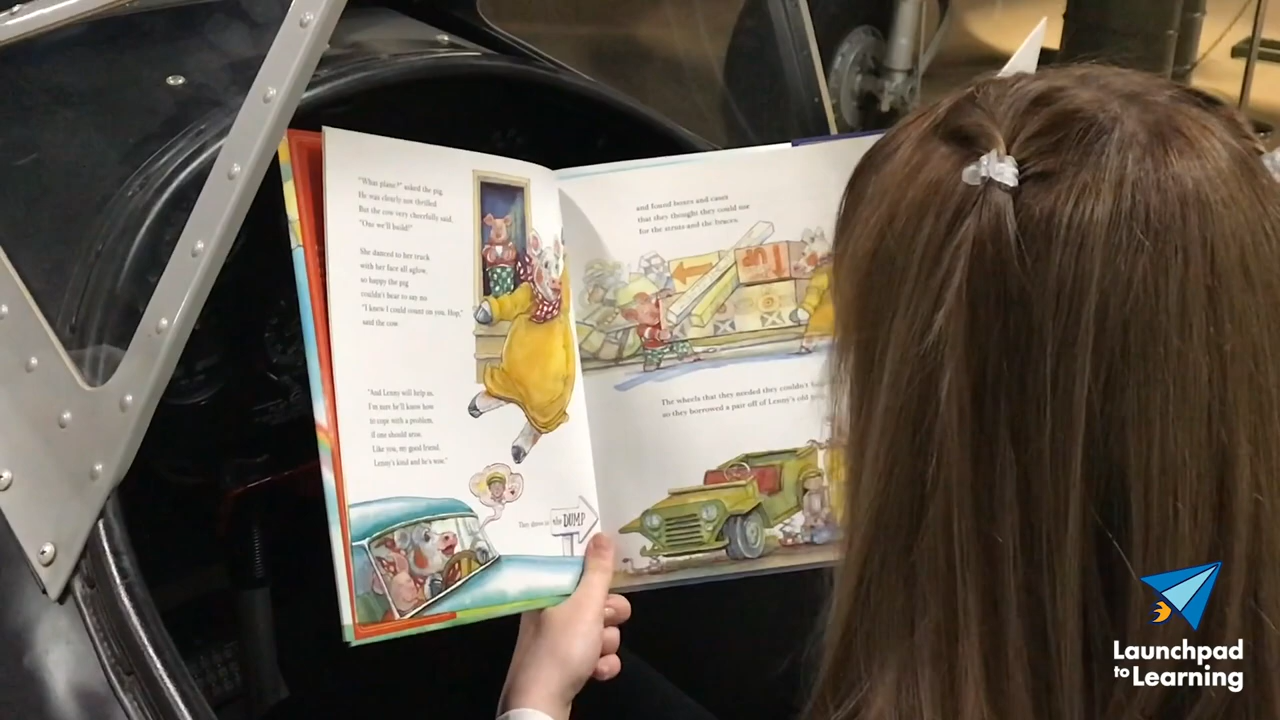 "What plane?" asked the pig.
He was clearly not thrilled
But the cow very cheerfully said,
"One we'll build!"
She danced to her truck
with her face all aglow,
so happy the pig
couldn't bear to say no
"I knew I could count on you, Hop,"
said the cow
"And Lenny will help us.
I'm sure he'll know how
to cope with a problem,
if one should arise.
Like you, my good friend,
Lenny's kind and he's wise."
They drove to the DUMP
and found boxes and cases
that they thought they could use
for the struts and the braces.
The wheels that they needed they couldn't
so they borrowed a pair off of Lenny's old
Launchpad
to Learning